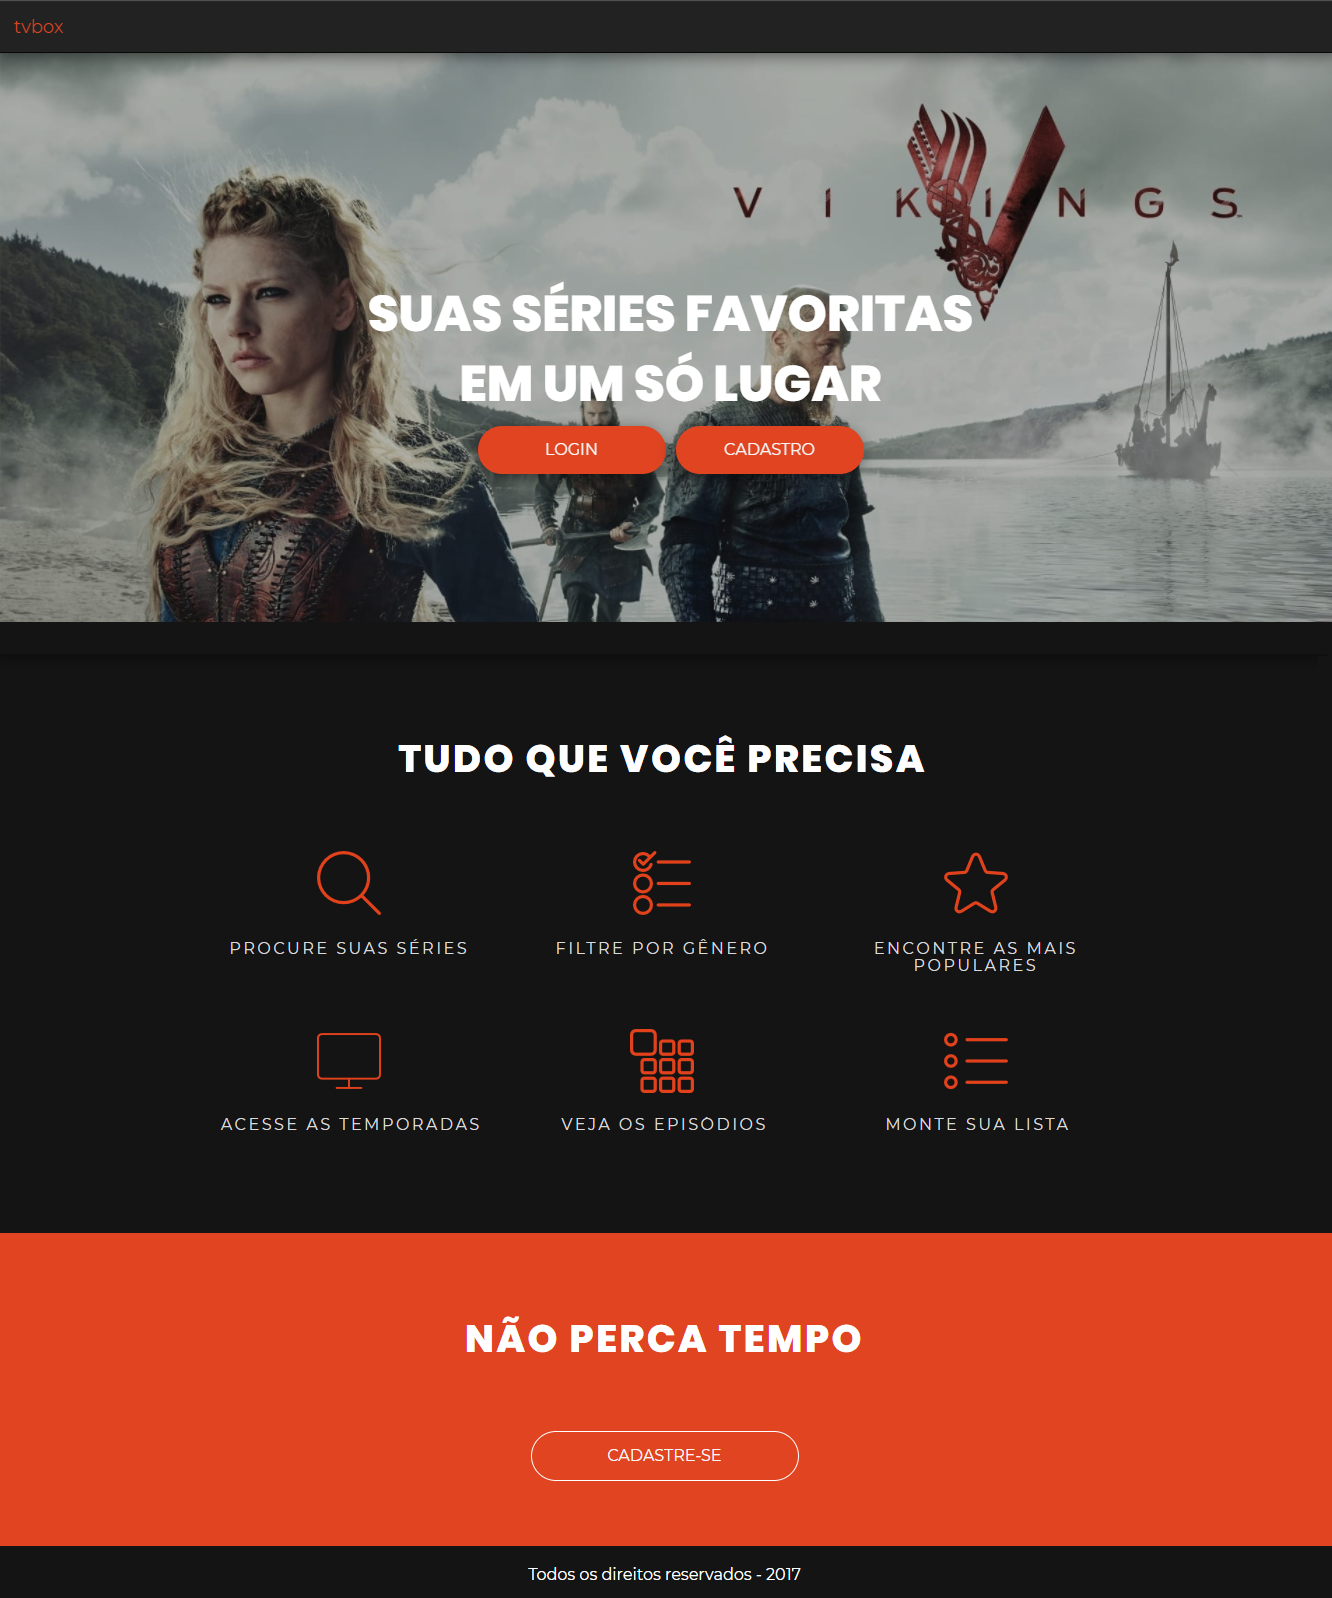 tvbox
VIKINGS
SUAS SÉRIES FAVORITAS
EM UM SÓ LUGAR
LOGIN
CADASTRO
TUDO QUE VOCÊ PRECISA
PROCURE SUAS SÉRIES
FILTRE POR GÊNERO
ENCONTRE AS MAIS
POPULARES
ACESSE AS TEMPORADAS
VEJA OS EPISÓDIOS
MONTE SUA LISTA
NÃO PERCA TEMPO
CADASTRE-SE
Todos os direitos reservados - 2017